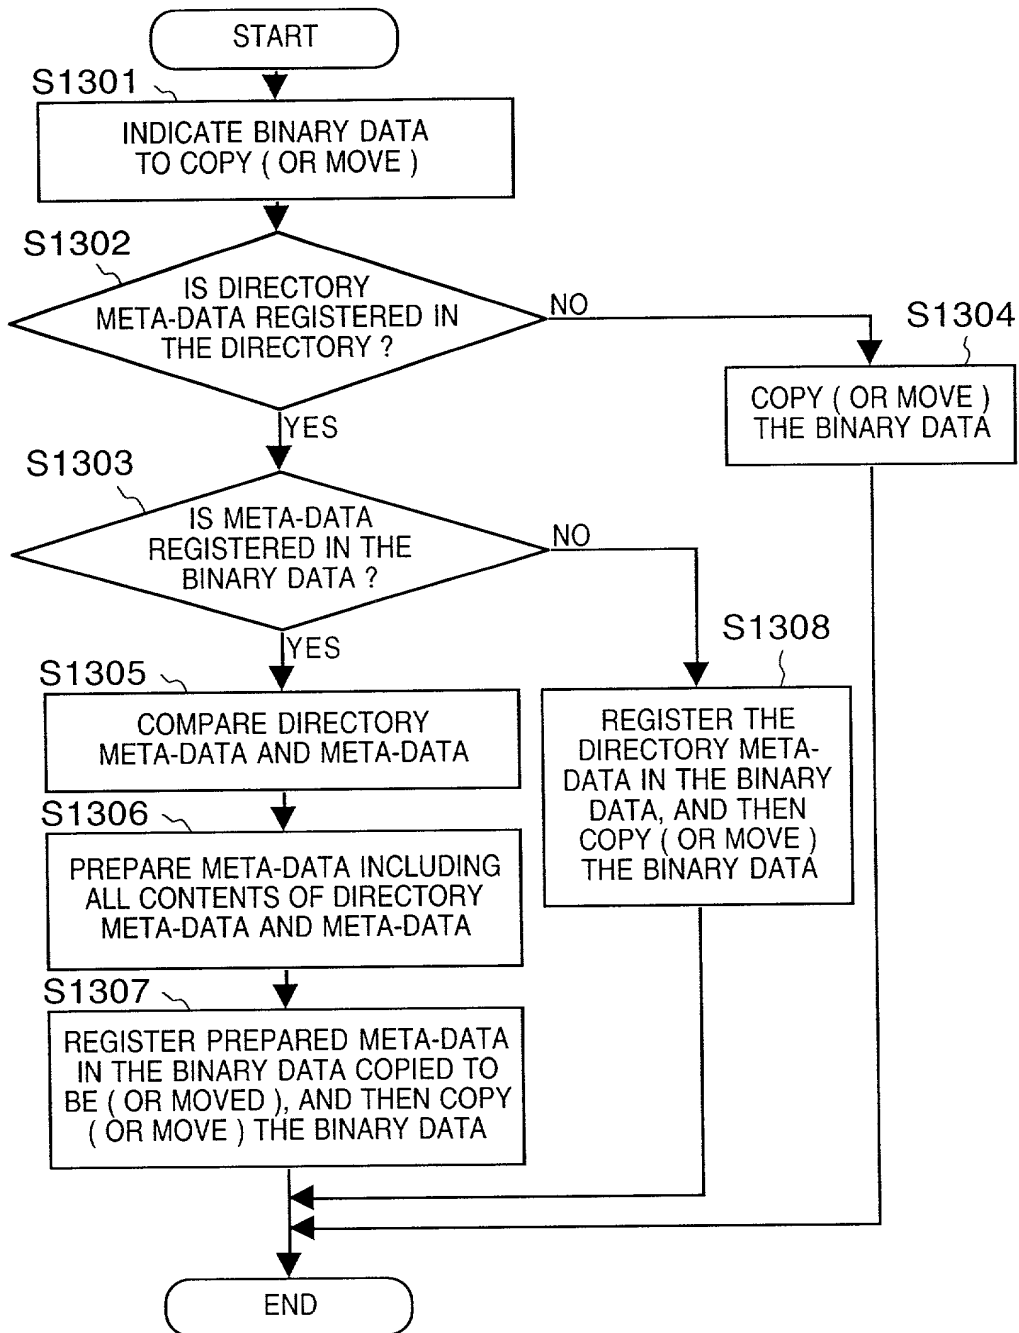 START
S1301
INDICATE BINARY DATA
TO COPY ( OR MOVE )
S1302
IS DIRECTORY
META-DATA REGISTERED IN
THE DIRECTORY ?
NO
S1304
COPY ( OR MOVE )
THE BINARY DATA
YES
S1303
IS META-DATA
REGISTERED IN THE
BINARY DATA ?
NO
S1308
REGISTER THE
DIRECTORY META-
DATA IN THE BINARY
DATA, AND THEN
COPY ( OR MOVE )
THE BINARY DATA
YES
S1305
COMPARE DIRECTORY
META-DATA AND META-DATA
S1306
PREPARE META-DATA INCLUDING
ALL CONTENTS OF DIRECTORY
META-DATA AND META-DATA
S1307
REGISTER PREPARED META-DATA
IN THE BINARY DATA COPIED TO
BE ( OR MOVED ), AND THEN COPY
( OR MOVE ) THE BINARY DATA
END